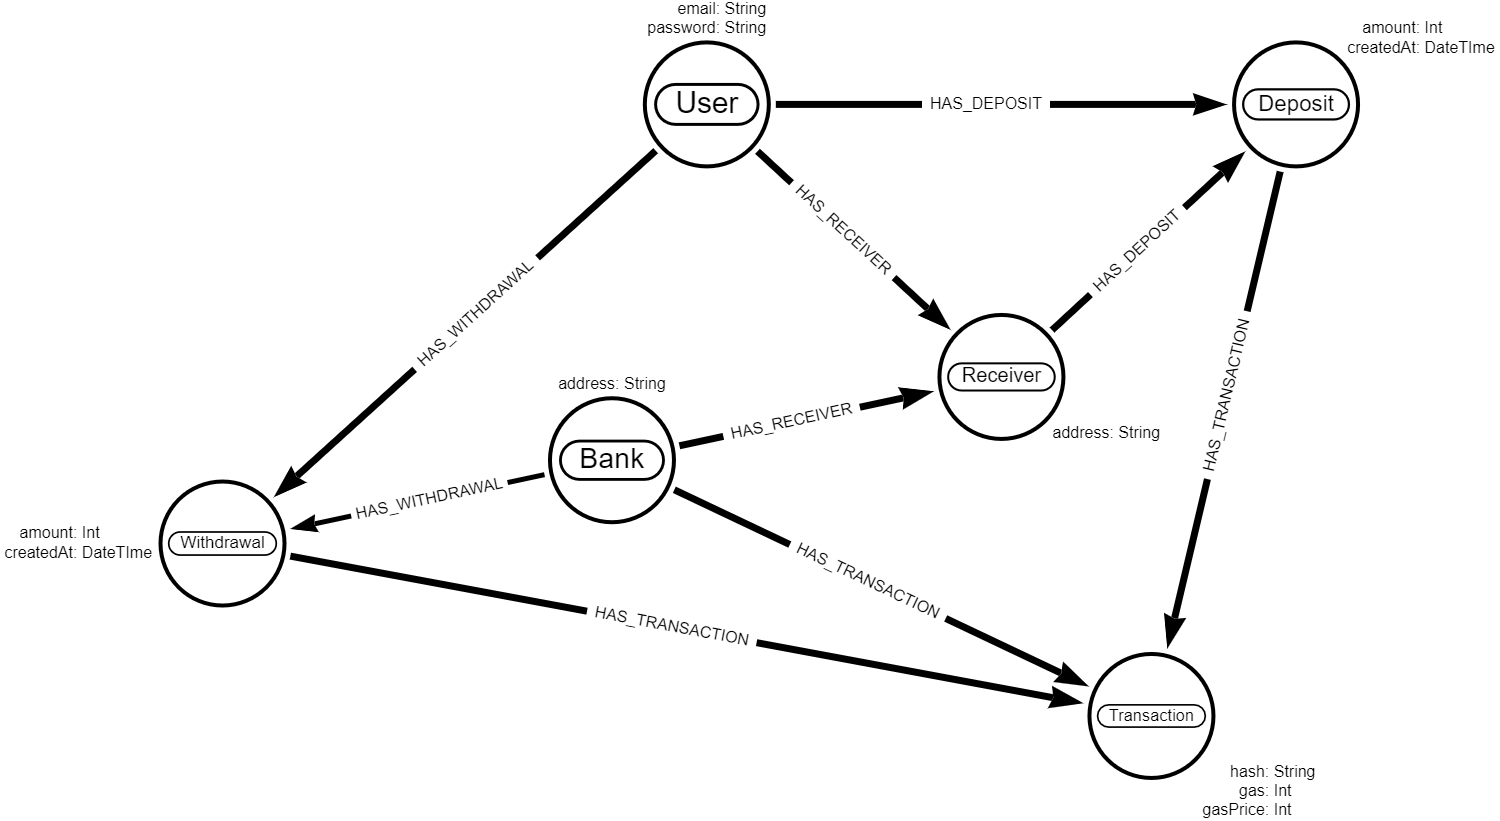 email: String
password: String
User
HAS_DEPOSIT
amount: Int
createdAt: DateTIme
Deposit
HAS_RECEIVER
HAS_DEPOSIT
HAS_WITHDRAWAL
Receiver
address: String
HAS_TRANSACTION
address: String
Bank
HAS_RECEIVER
HAS_WITHDRAWAL
amount: Int
createdAt: DateTIme
Withdrawal
HAS_TRANSACTION
HAS_TRANSACTION
Transaction
hash: String
gas: Int
gasPrice: Int